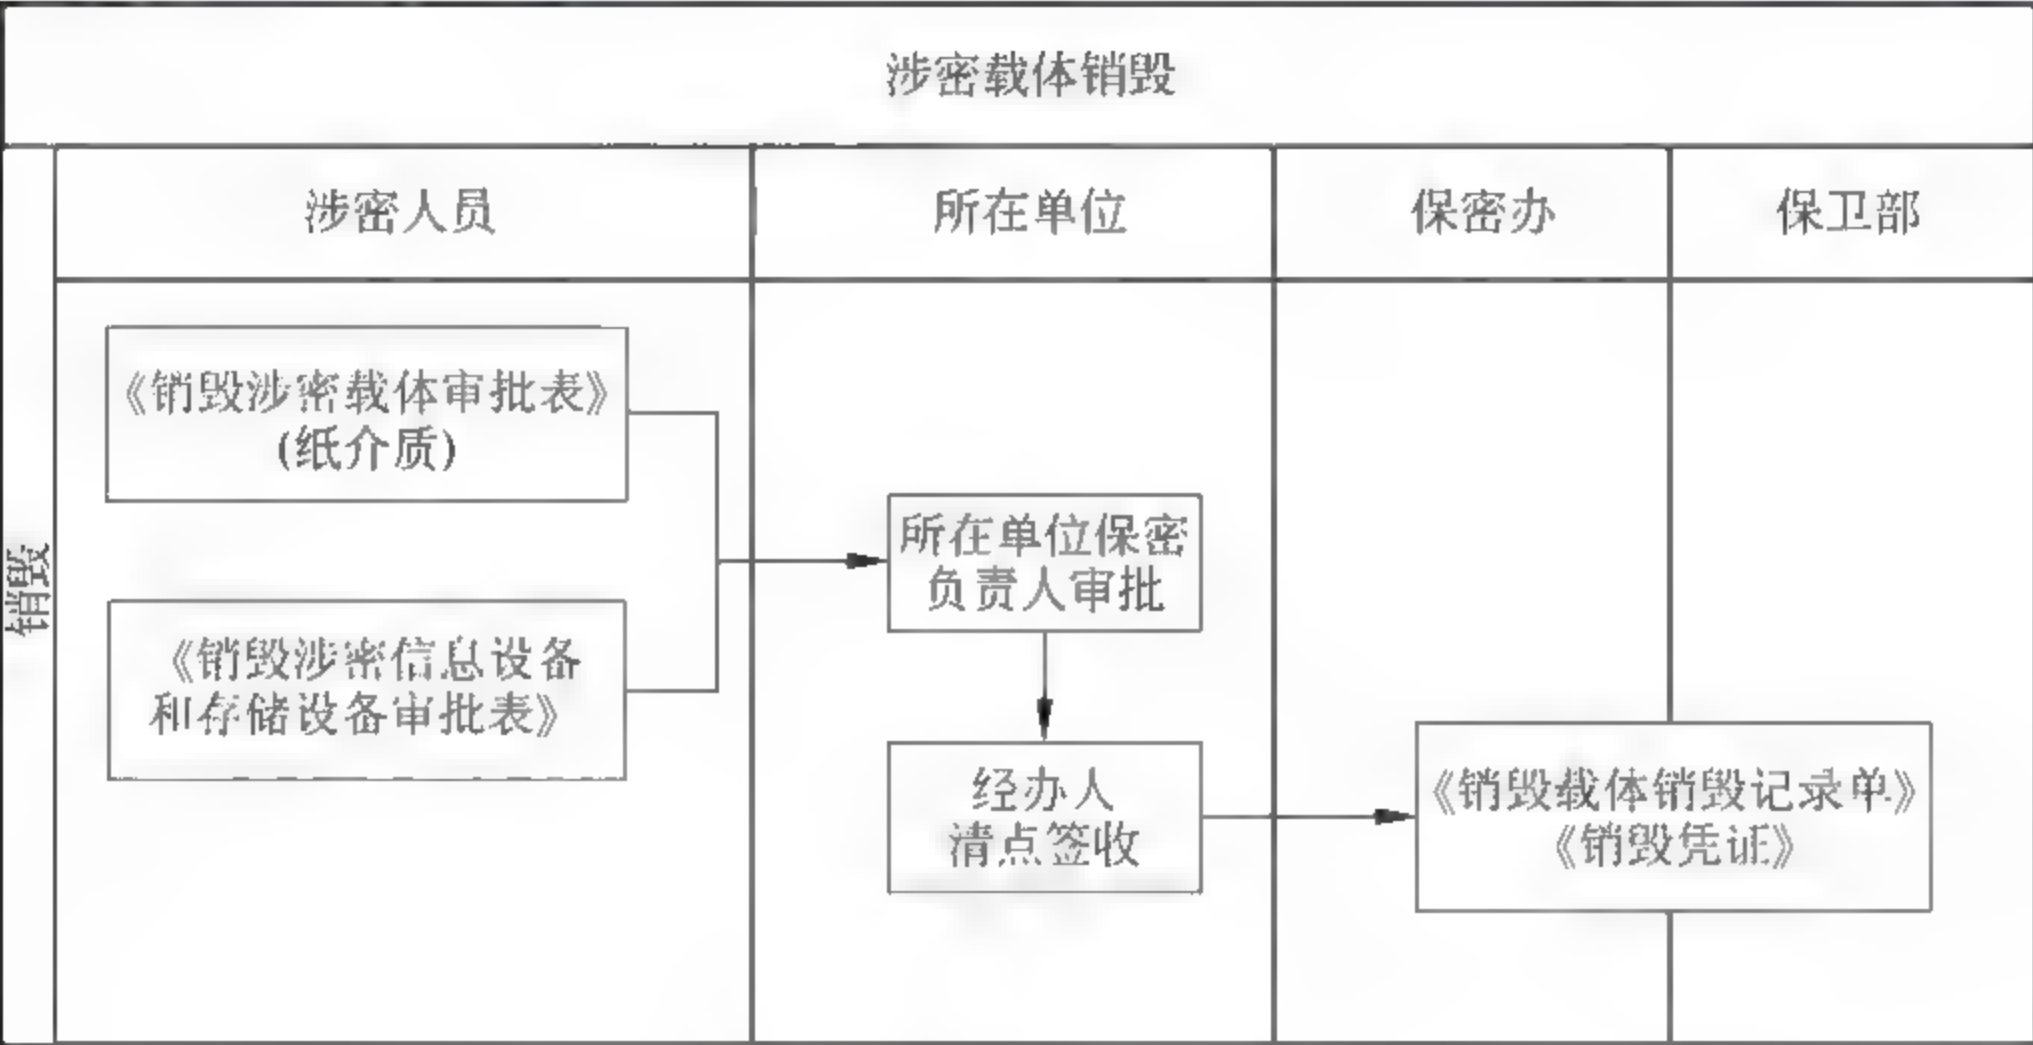 涉密载体销毁
涉密人员
所在单位
保密办
保卫部
销毁
《销毁涉密载体审批表》
(纸介质)
《销毁涉密信息设备
和存储设备审批表》
所在单位保密
负责人审批
经办人
清点签收
《销毁载体销毁记录单》
《销毁凭证》